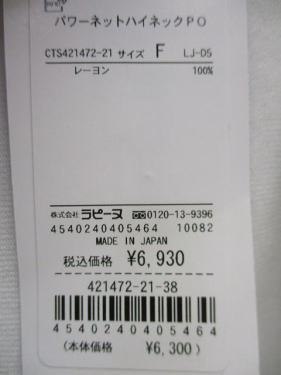 パワーネットハイネックPO
CTS421472-21 サイズ F LJ-D5
レーヨン 100%
株式会社 ラピーヌ 0120-13-9396
4540240405464 10082
MADE IN JAPAN
税込価格 ¥6,930
421472-21-38
4540240405464
(本体価格 ¥6,300)